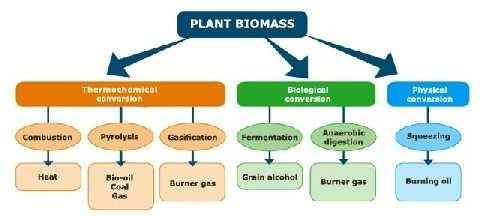 PLANT BIOMASS
Thermochemical
conversion
Biological
conversion
Physical
conversion
Combustion
Pyrolysis
Gasification
Fermentation
Anaerobic
digestion
Squeezing
Heat
Bio-oil
Coal
Gas
Burner gas
Grain alcohol
Burner gas
Burning oil